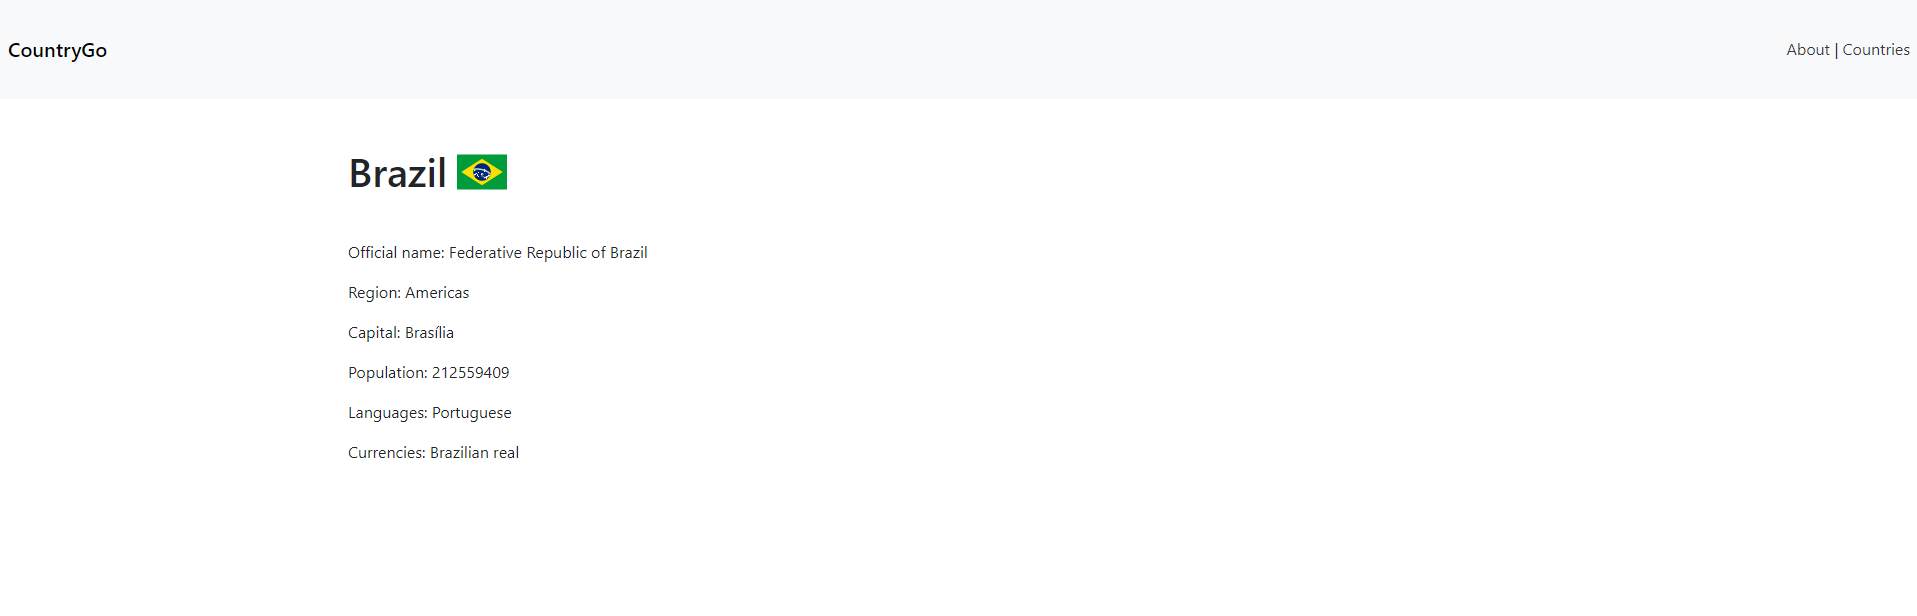 CountryGo
About | Countries
Brazil
Official name: Federative Republic of Brazil
Region: Americas
Capital: Brasília
Population: 212559409
Languages: Portuguese
Currencies: Brazilian real